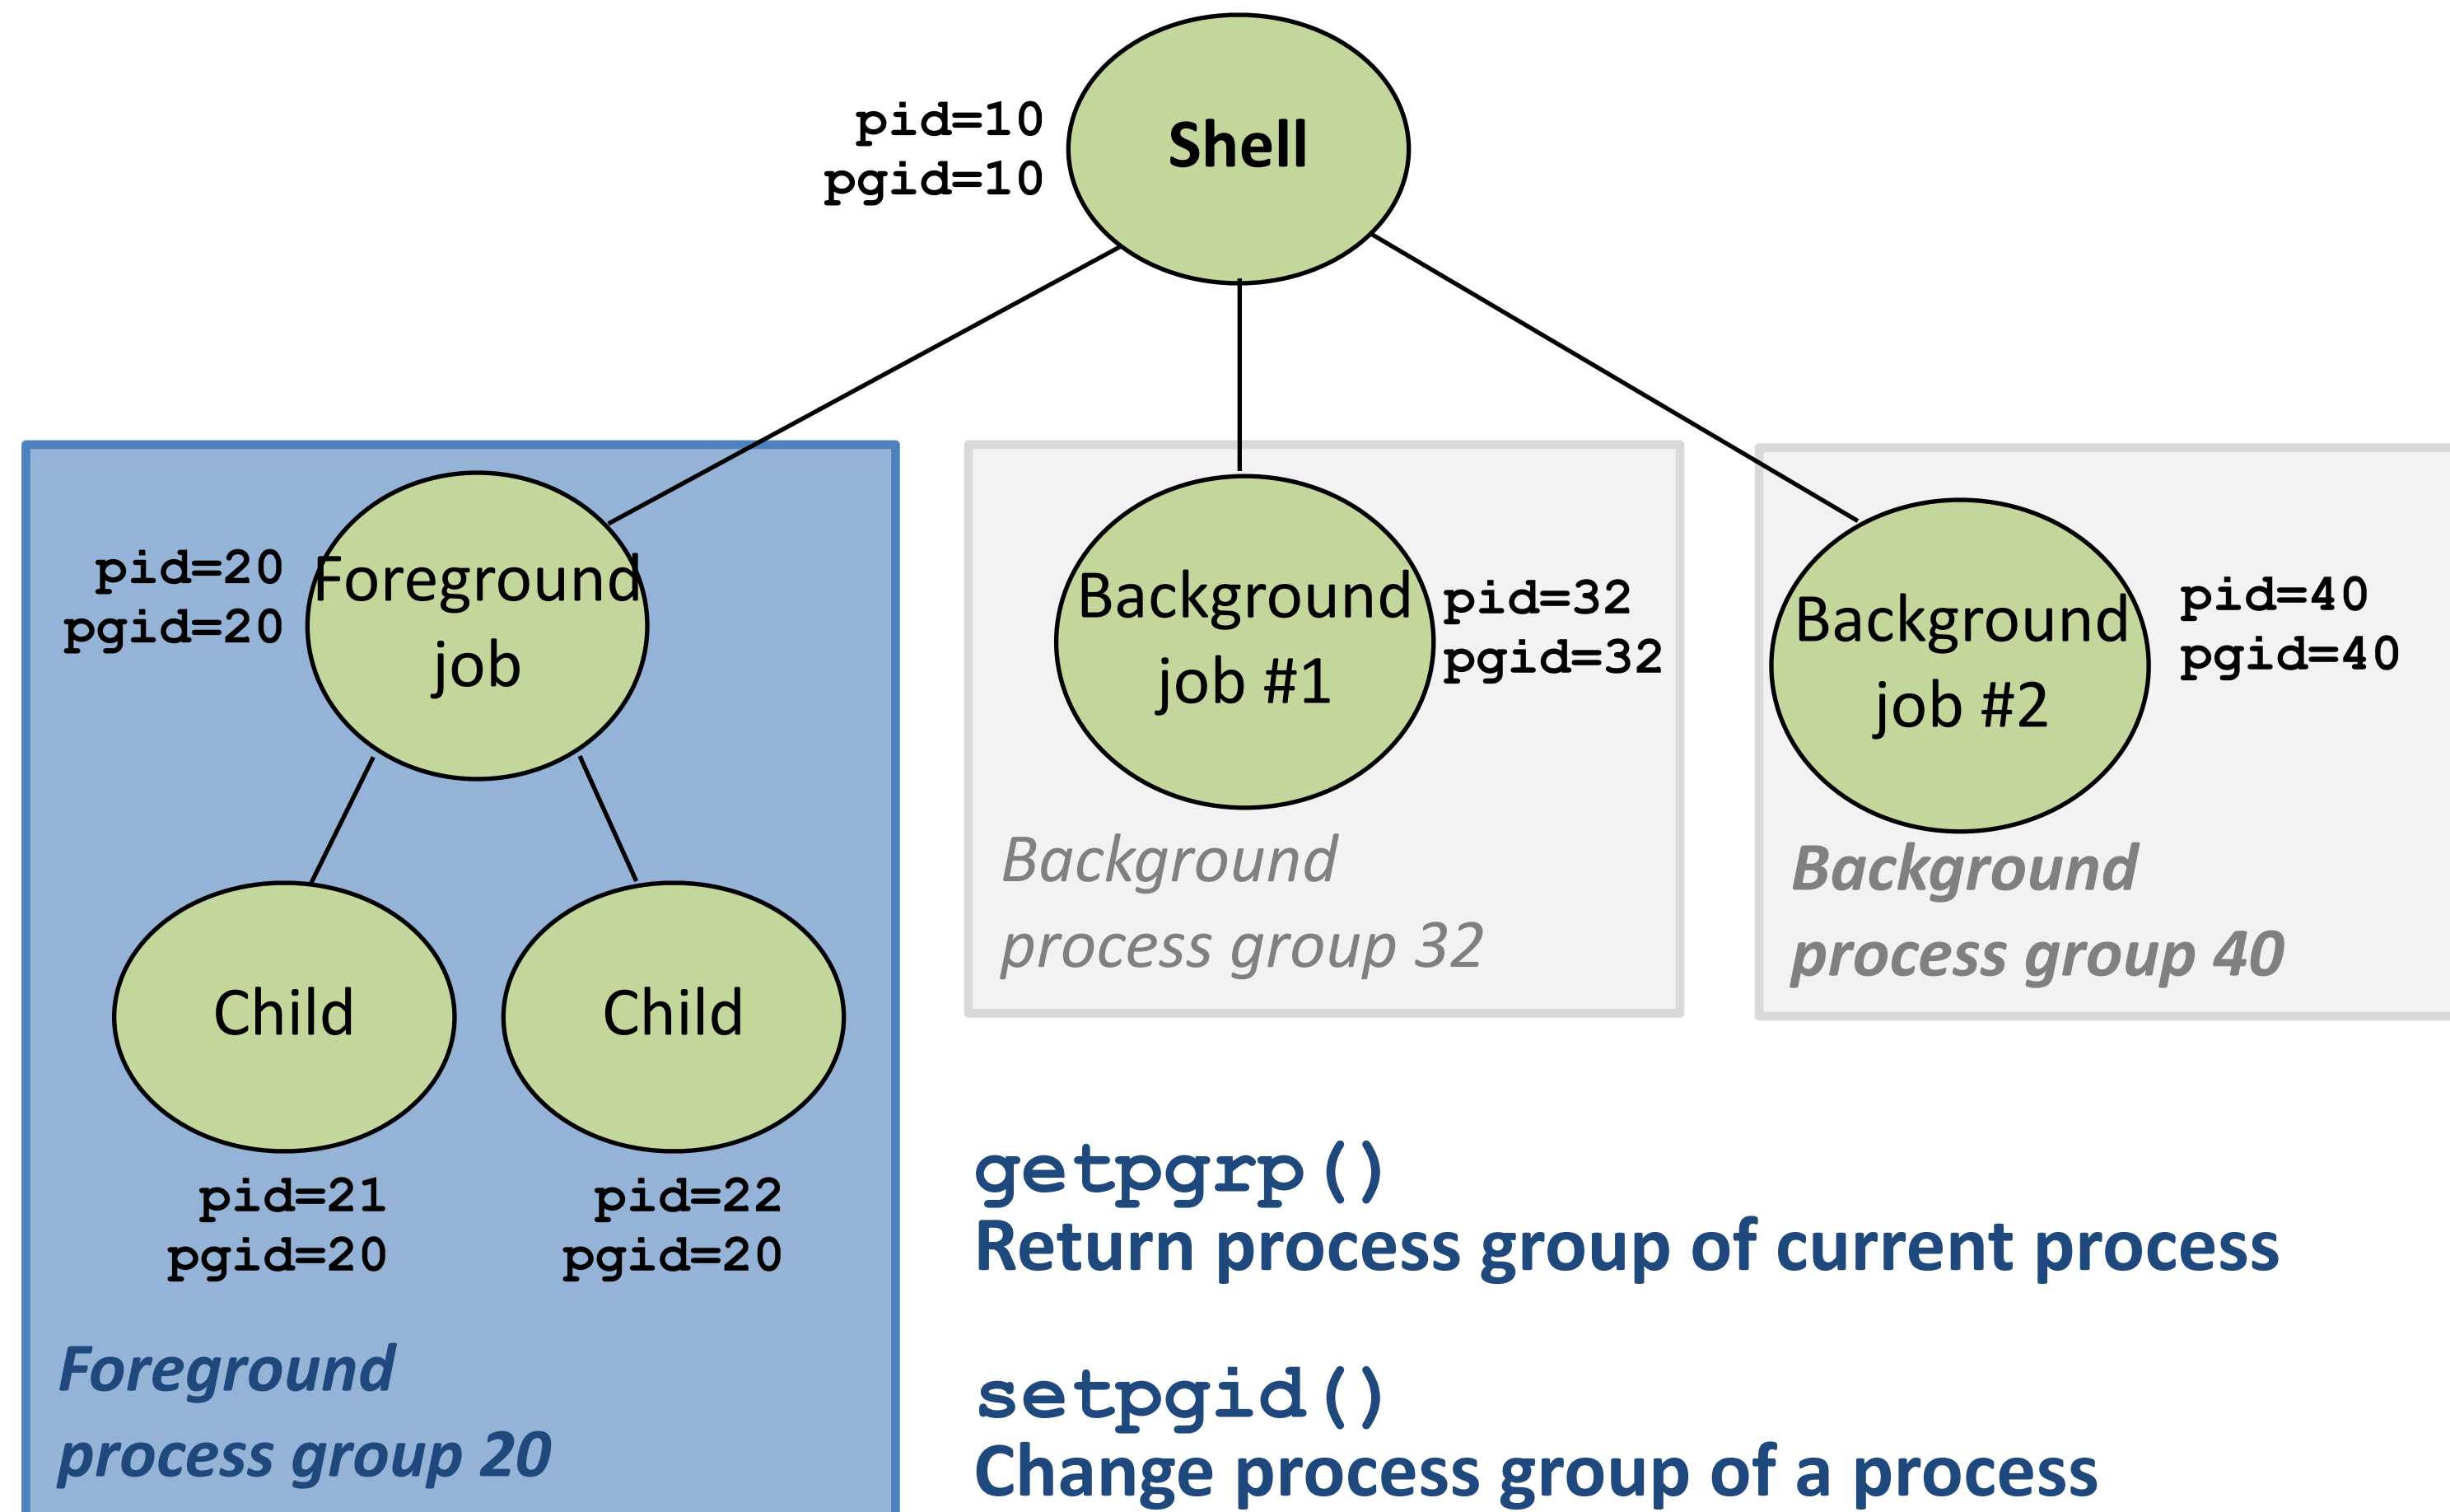 pid=10
pgid=10
Shell
pid=20
pgid=20
Foreground
job
Background
job #1
pid=32
pgid=32
Background
job #2
pid=40
pgid=40
Background
process group 32
Background
process group 40
Child
Child
pid=21
pgid=20
pid=22
pgid=20
Foreground
process group 20
getpgrp()
Return process group of current process
setpgid()
Change process group of a process